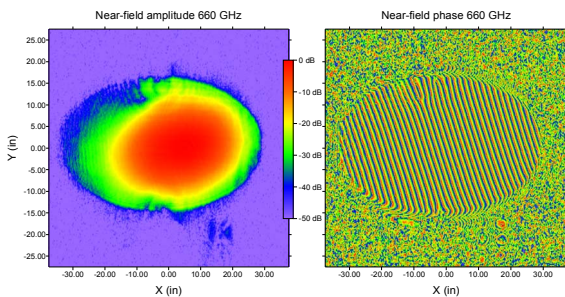 Near-field amplitude 660 GHz
Near-field phase 660 GHz
25.00
20.00
15.00
10.00
5.00
0.00
-5.00
-10.00
-15.00
-20.00
-25.00
Y (in)
0 dB
-10 dB
-20 dB
-30 dB
-40 dB
-50 dB
-30.00 -20.00 -10.00 0.00 10.00 20.00 30.00
-30.00 -20.00 -10.00 0.00 10.00 20.00 30.00
X (in)
X (in)